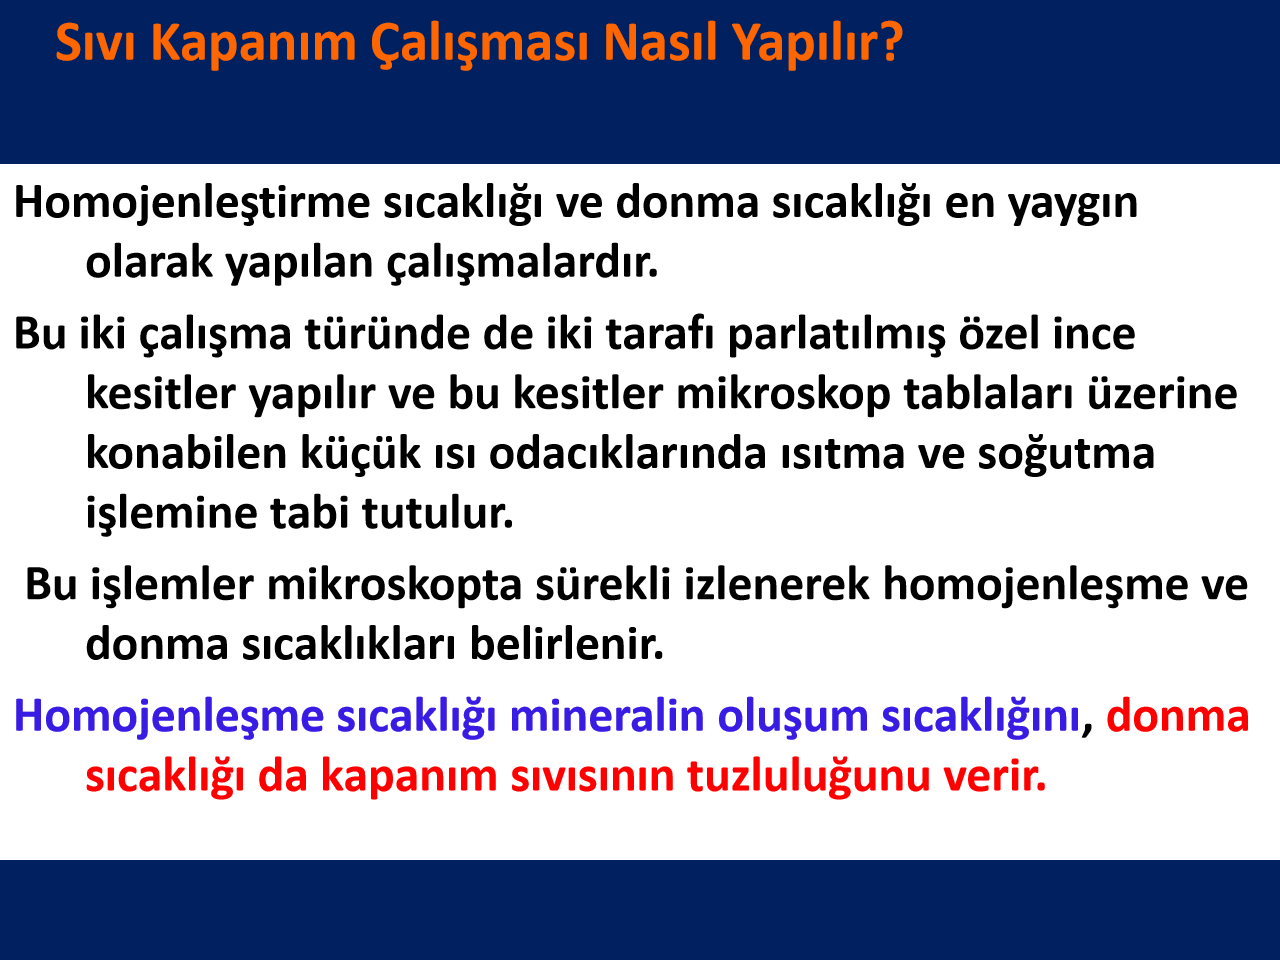 Sıvı Kapanım Çalışması Nasıl Yapılır?
Homojenleştirme sıcaklığı ve donma sıcaklığı en yaygın
olarak yapılan çalışmalardır.
Bu iki çalışma türünde de iki tarafı parlatılmış özel ince
kesitler yapılır ve bu kesitler mikroskop tablaları üzerine
konabilen küçük ısı odacıklarında ısıtma ve soğutma
işlemine tabi tutulur.
Bu işlemler mikroskopta sürekli izlenerek homojenleşme ve
donma sıcaklıkları belirlenir.
Homojenleşme sıcaklığı mineralin oluşum sıcaklığını, donma
sıcaklığı da kapanım sıvısının tuzluluğunu verir.